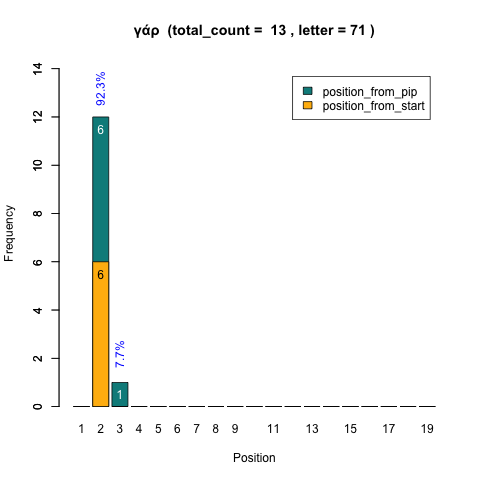 γάρ (total_count = 13 , letter = 71 )
14
12
10
8
6
4
2
0
Frequency
92.3%
6
6
7.7%
1
position_from_pip
position_from_start
1 2 3 4 5 6 7 8 9 11 13 15 17 19
Position